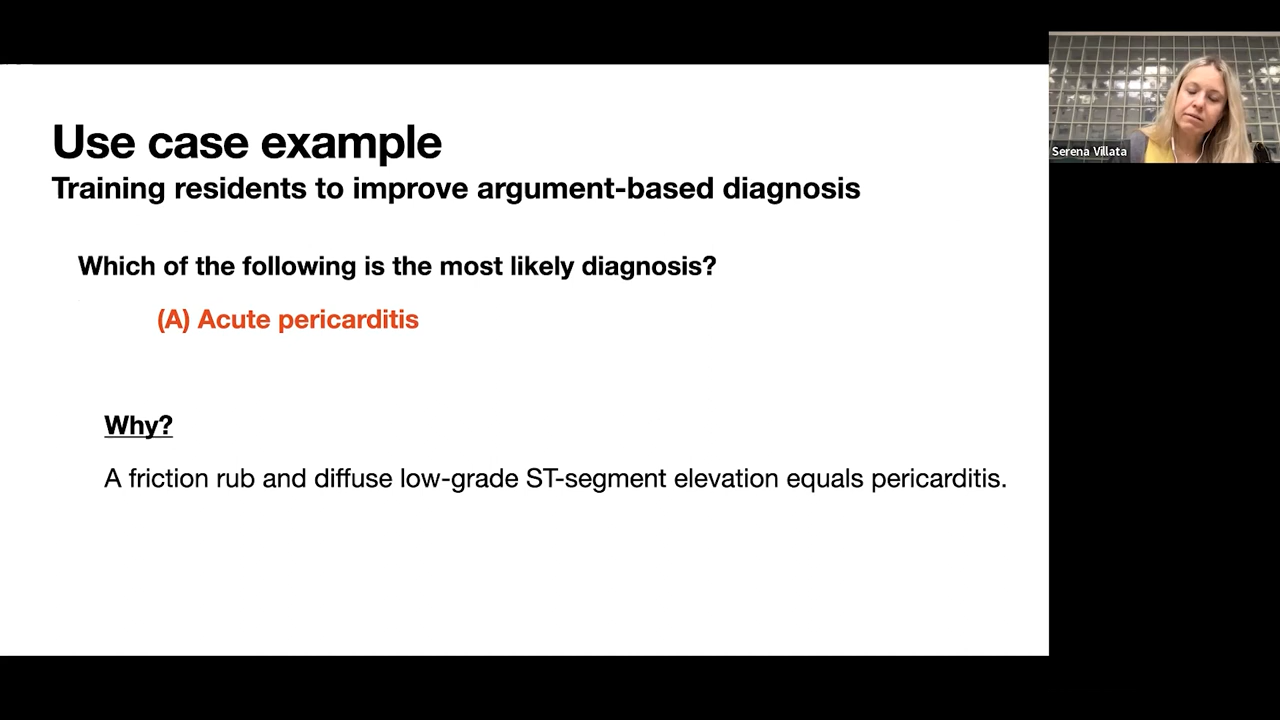 Use case example
Training residents to improve argument-based diagnosis
Which of the following is the most likely diagnosis?
(A) Acute pericarditis
Why?
A friction rub and diffuse low-grade ST-segment elevation equals pericarditis.
Serena Villata